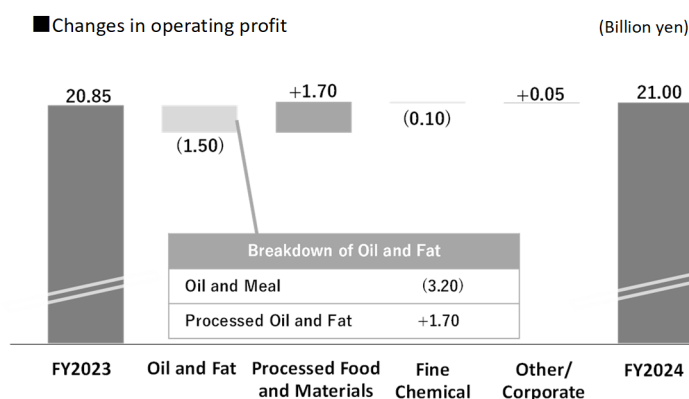 ■Changes in operating profit
(Billion yen)
20.85
(1.50)
+1.70
(0.10)
+0.05
21.00
Breakdown of Oil and Fat
Oil and Meal (3.20)
Processed Oil and Fat +1.70
FY2023
Oil and Fat
Processed Food
and Materials
Fine
Chemical
Other/
Corporate
FY2024